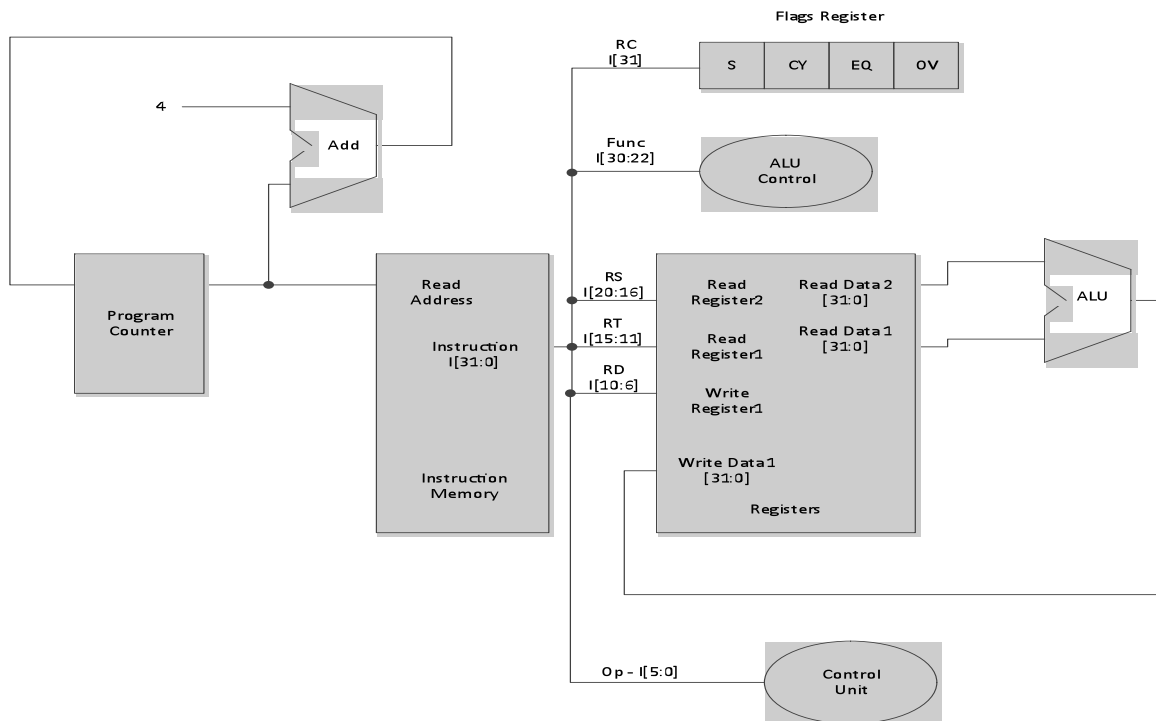 Flags Register
RC
I[31]
S
CY
EQ
OV
4
Add
Func
I[30:22]
ALU
Control
Program
Counter
Read
Address
Instruction
I[31:0]
Instruction
Memory
RS
I[20:16]
RT
I[15:11]
RD
I[10:6]
Read
Register2
Read Data 2
[31:0]
Read
Register1
Read Data 1
[31:0]
Write
Register1
Write Data1
[31:0]
Registers
ALU
Op - I[5:0]
Control
Unit